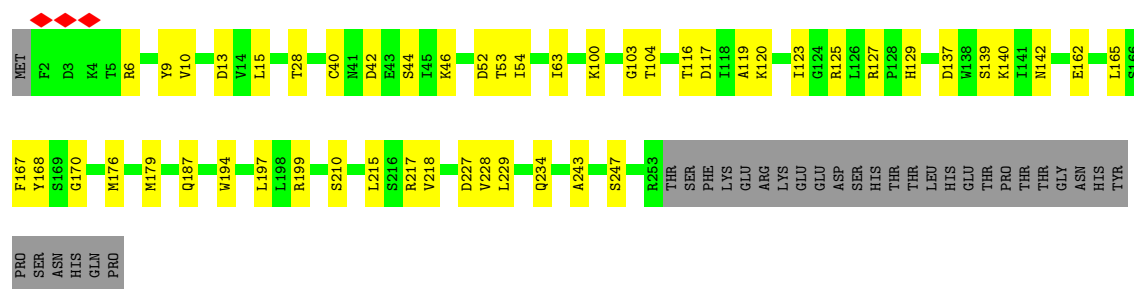 MET F2 D3 K4 T5 R6 Y9 V10 D13 V14 L15 T28 C40 N41 D42 E43 S44 I45 K46 D52 T53 I54 I63 K100 G103 T104 T116 D117 I118 A119 K120 I123 G124 R125 L126 R127 P128 H129 D137 W138 S139 K140 I141 N142 E162 L165 S166
F167 Y168 S169 G170 M176 M179 Q187 W194 L197 L198 R199 S210 L215 S216 R217 V218 D227 V228 L229 Q234 A243 S247 R253 THR SER PHE LYS GLU ARG LYS GLU GLU ASP SER HIS THR THR LEU HIS GLU THR PRO THR THR GLY ASN HIS TYR
PRO SER ASN HIS GLN PRO